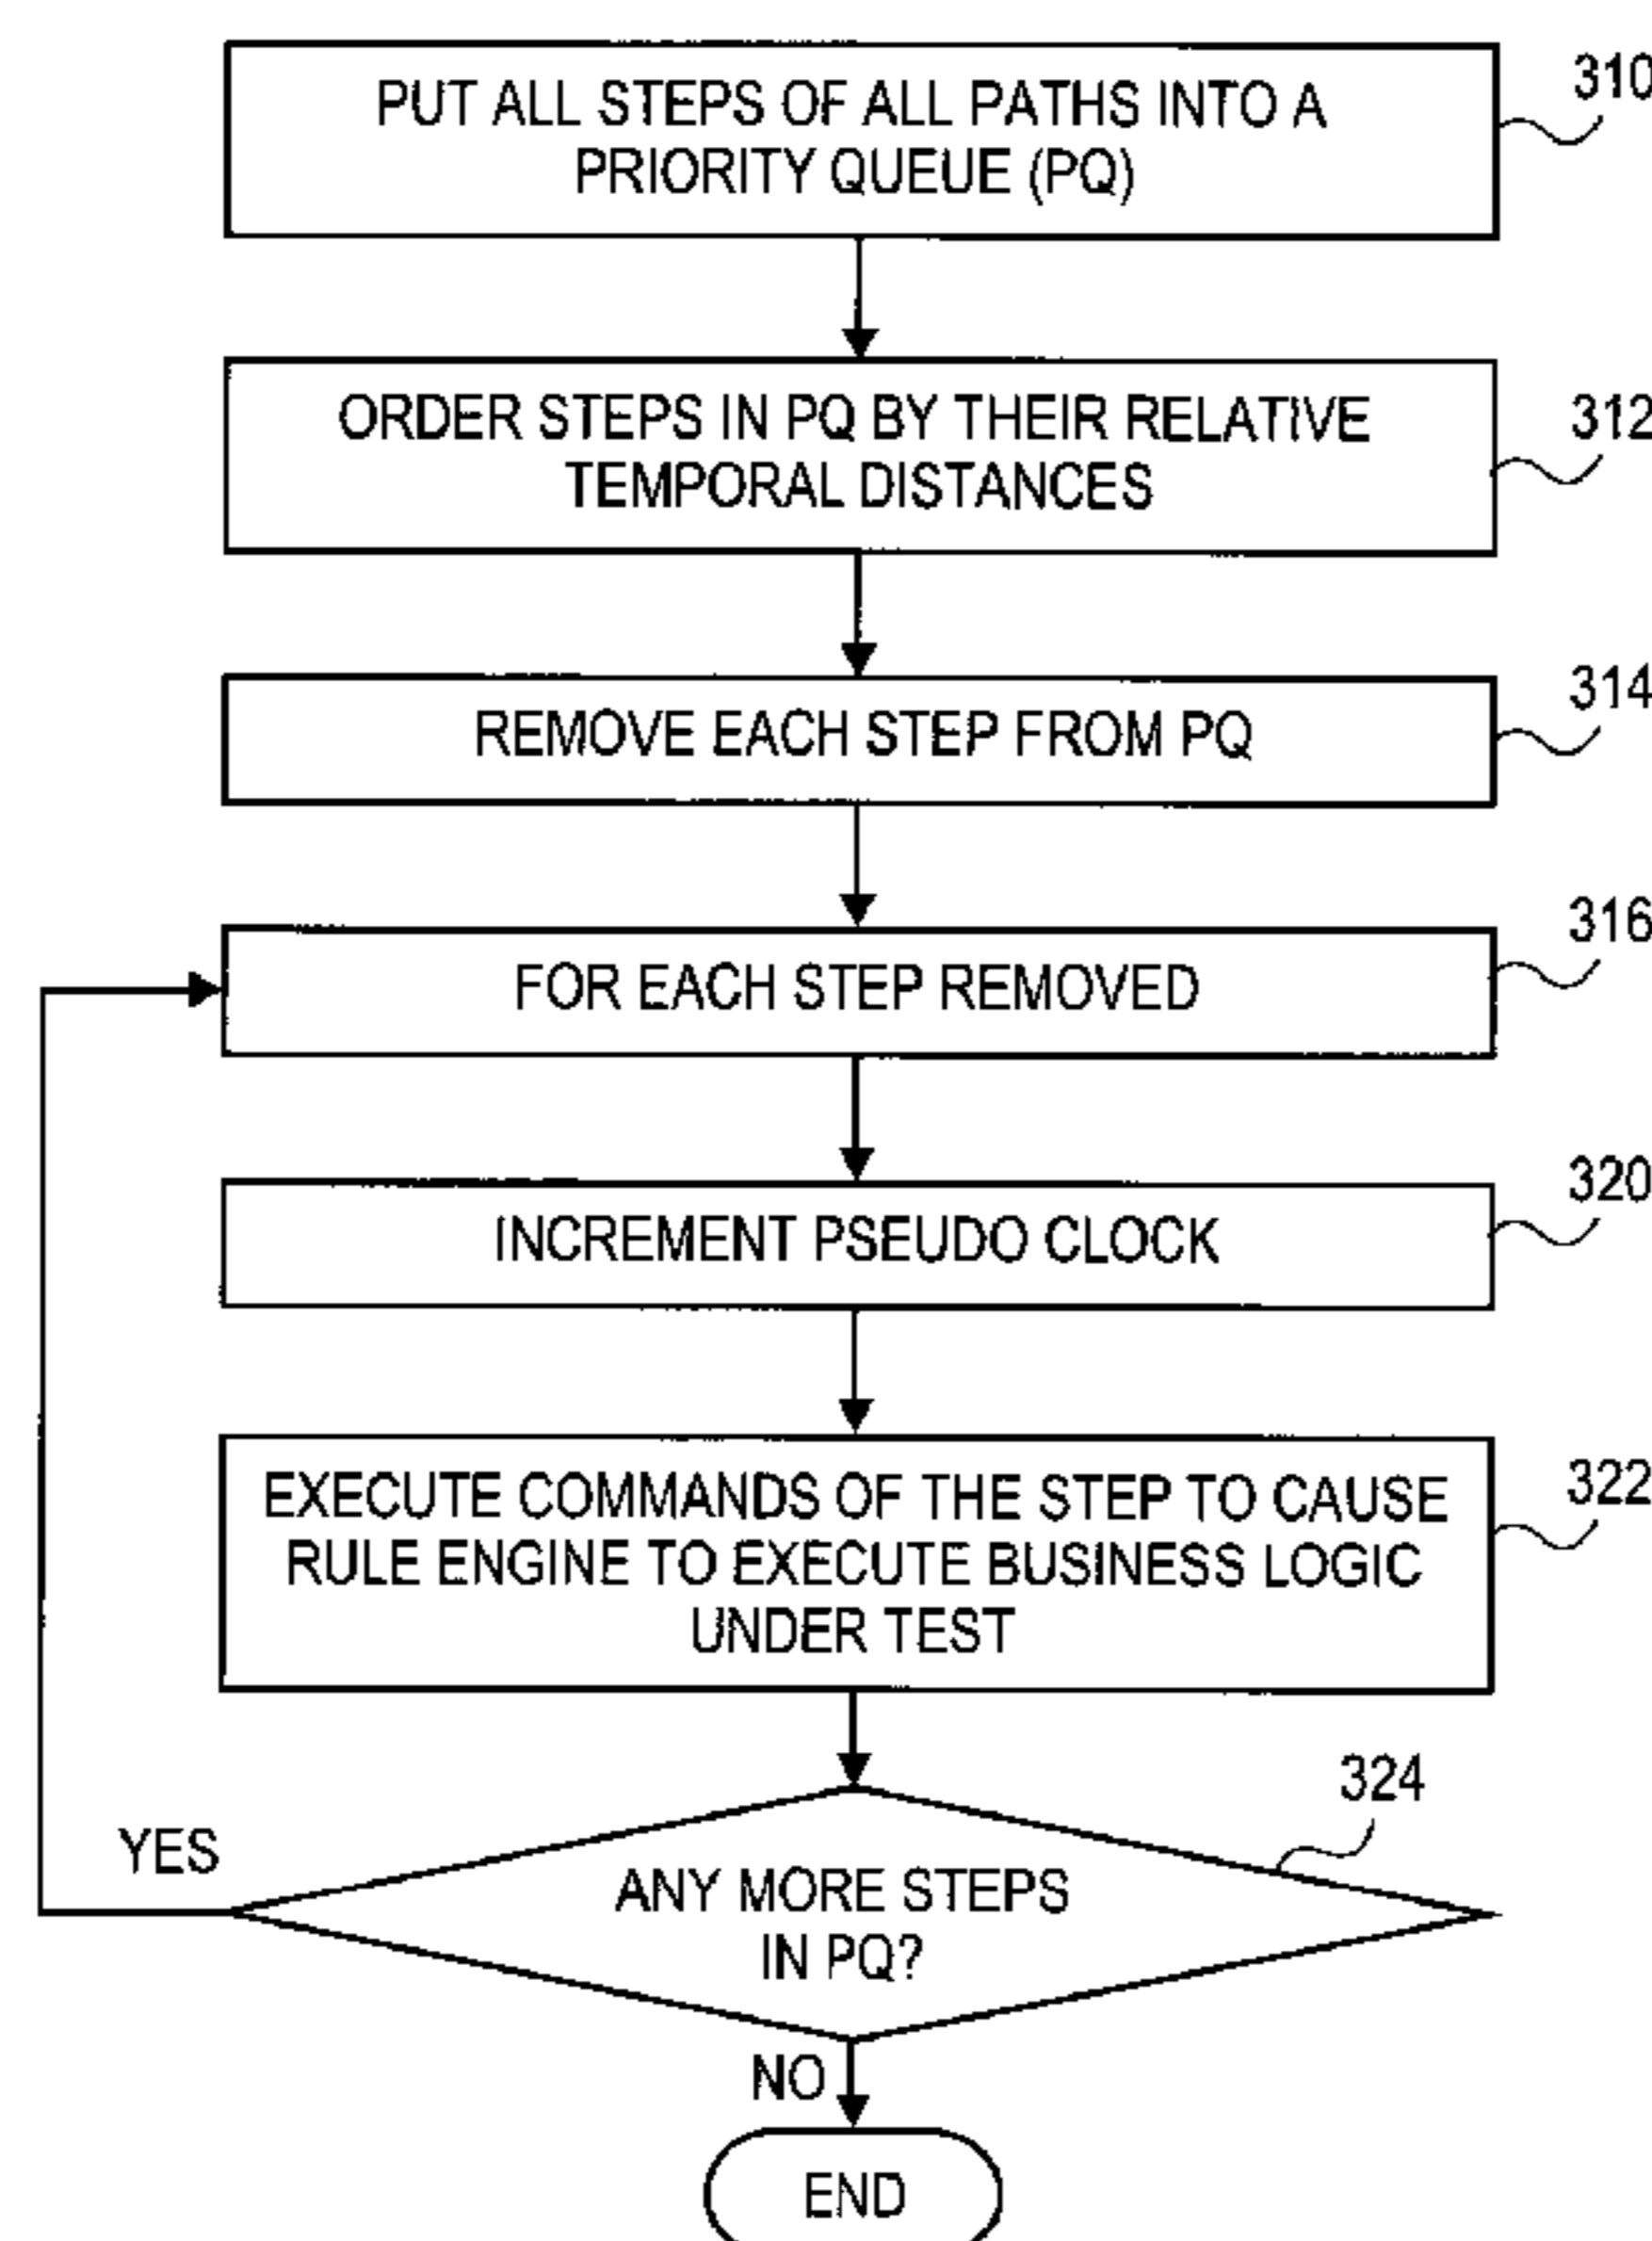 PUT ALL STEPS OF ALL PATHS INTO A
PRIORITY QUEUE (PQ)
310
ORDER STEPS IN PQ BY THEIR RELATIVE
TEMPORAL DISTANCES
312
REMOVE EACH STEP FROM PQ
314
FOR EACH STEP REMOVED
316
INCREMENT PSEUDO CLOCK
320
EXECUTE COMMANDS OF THE STEP TO CAUSE
RULE ENGINE TO EXECUTE BUSINESS LOGIC
UNDER TEST
322
324
YES
ANY MORE STEPS
IN PQ?
NO
END